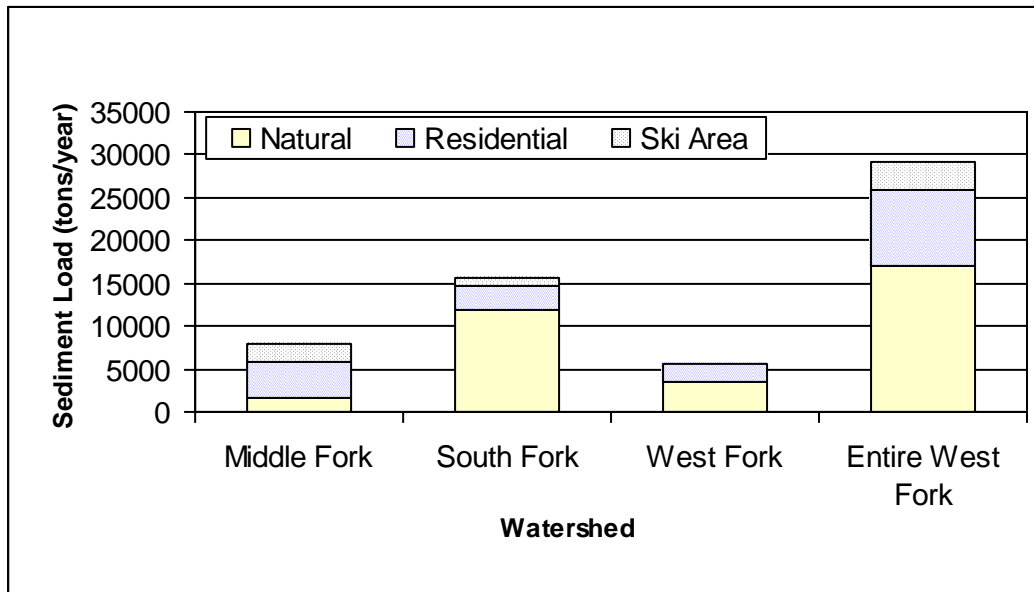 Sediment Load (tons/year)
35000
30000
25000
20000
15000
10000
5000
0
Natural Residential Ski Area
Middle Fork South Fork West Fork Entire West
Fork
Watershed